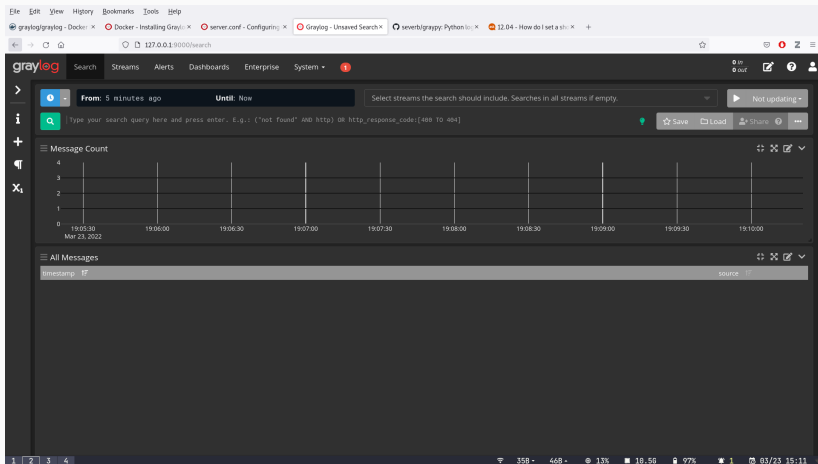 File Edit View History Bookmarks Tools Help
graylog/graylog - Docker × Docker - Installing Graylo × server.conf - Configuring × Graylog - Unsaved Search × severb/graypy: Python lo × 12.04 - How do I set a sh × +
127.0.0.1:9000/search
graylog Search Streams Alerts Dashboards Enterprise System 1 0 in
0 out
From: 5 minutes ago Until: Now Select streams the search should include. Searches in all streams if empty. Not updating
Type your search query here and press enter. E.g.: ("not found" AND http) OR http_response_code:[400 TO 404] Save Load Share
Message Count
4
3
2
1
0
19:05:30 19:06:00 19:06:30 19:07:00 19:07:30 19:08:00 19:08:30 19:09:00 19:09:30 19:10:00
Mar 23, 2022
All Messages
timestamp source
1 2 3 4 35B - 46B - 13% 10.5G 97% 1 03/23 15:11